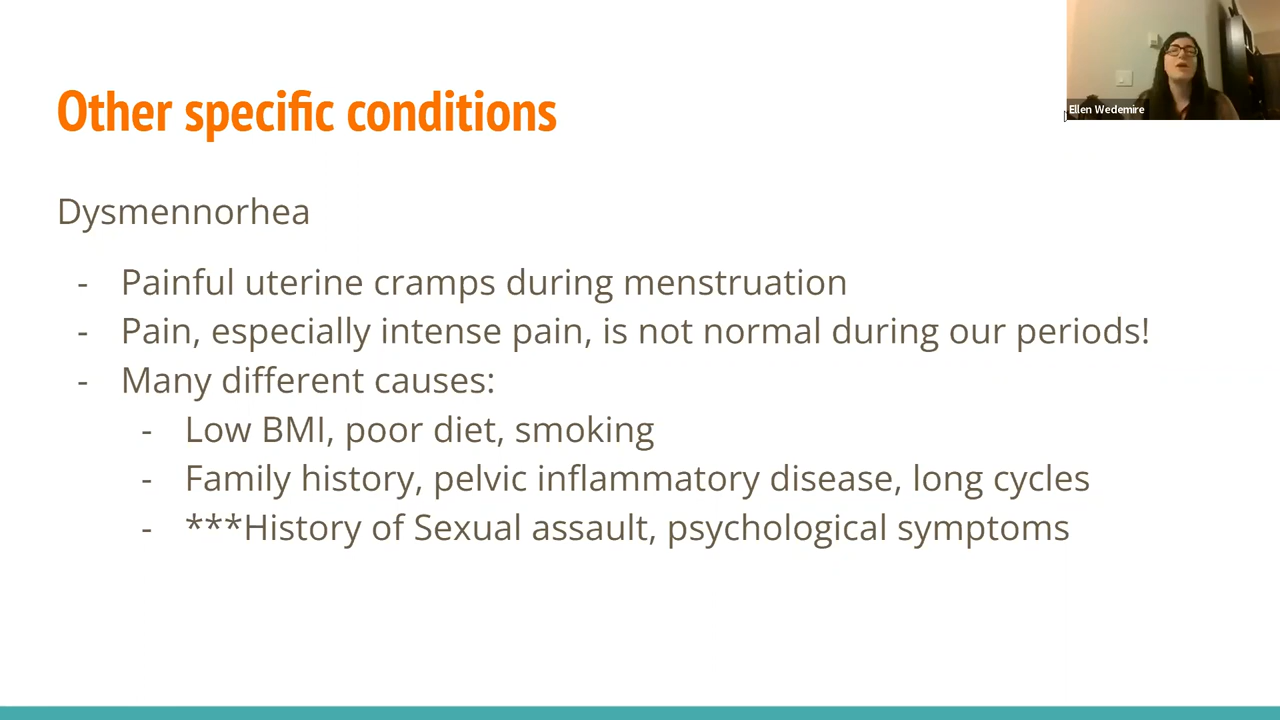 Other specific conditions
Ellen Wedemire
Dysmennorhea
- Painful uterine cramps during menstruation
- Pain, especially intense pain, is not normal during our periods!
- Many different causes:
- Low BMI, poor diet, smoking
- Family history, pelvic inflammatory disease, long cycles
- ***History of Sexual assault, psychological symptoms